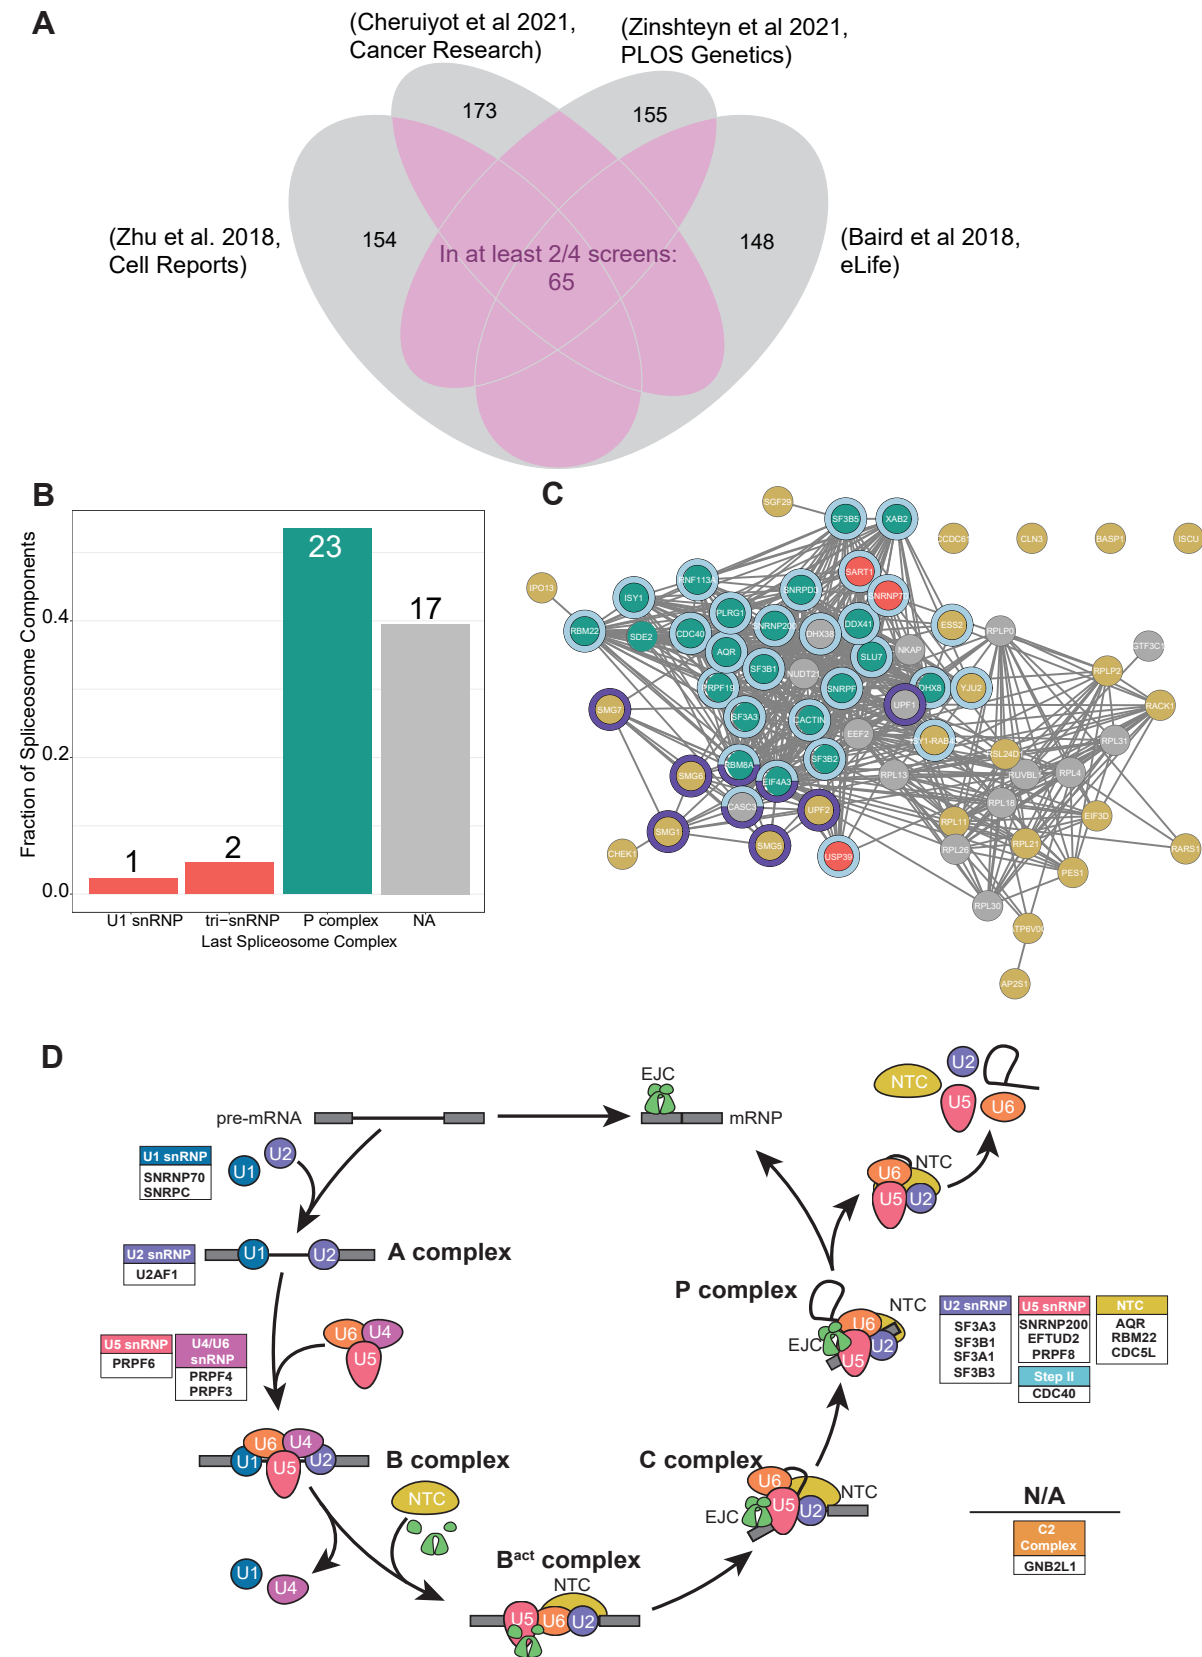 A
(Cheruiyot et al 2021,
Cancer Research)
(Zinshteyn et al 2021,
PLOS Genetics)
173
155
(Zhu et al. 2018,
Cell Reports)
154
In at least 2/4 screens:
65
148
(Baird et al 2018,
eLife)
B
Fraction of Spliceosome Components
0.4
0.2
0.0
1
2
23
17
U1 snRNP
tri-snRNP
P complex
NA
Last Spliceosome Complex
C
SGF29
SF3B5
XAB2
CCDC61
CLN3
BASP1
ISCU
IPO13
RNF113A
SART1
SNRNP70
ISY1
SNRPD3
PLRG1
RBM22
SDE2
CDC40
SNRNP200
DHX38
DDX41
ESS2
RPLP0
GTF3C1
AQR
SLU7
NKAP
SF3B1
NUDT21
RPLP2
PRPF19
SNRPF
DHX8
YJU2
UPF1
RACK1
SMG7
SF3A3
CACTIN
EEF2
ISY1-RAB43
RPL31
RSL24D1
SF3B2
RBM8A
EIF4A3
SMG6
RPL13
RUVBL1
RPL4
CASC3
UPF2
RPL18
EIF3D
SMG1
RPL11
SMG5
RPL26
RPL21
RARS1
CHEK1
USP39
PES1
RPL30
ATP6V0C
AP2S1
D
pre-mRNA
EJC
mRNP
NTC
U2
U5
U6
U1 snRNP
SNRNP70
SNRPC
U1
U2
U6
NTC
U5
U2
U2 snRNP
U2AF1
U1
U2
A complex
P complex
NTC
U6
EJC
U5
U2
U2 snRNP
SF3A3
SF3B1
SF3A1
SF3B3
U5 snRNP
SNRNP200
EFTUD2
PRPF8
NTC
AQR
RBM22
CDC5L
Step II
CDC40
U5 snRNP
PRPF6
U4/U6
snRNP
PRPF4
PRPF3
U6
U4
U5
U6
U4
U1
U5
U2
B complex
NTC
C complex
U6
NTC
EJC
U5
U2
N/A
C2
Complex
GNB2L1
U1
U4
Bact complex
NTC
U5
U6
U2